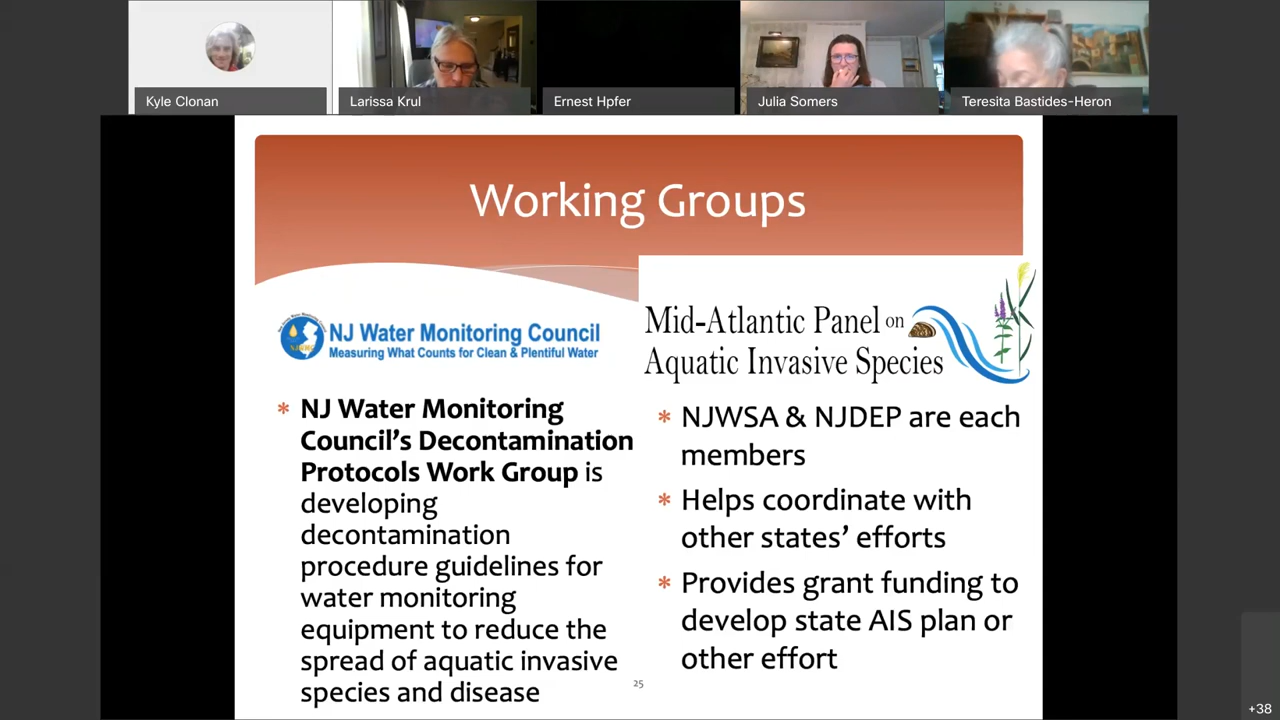 Kyle Clonan
Larissa Krul
Ernest Hpfer
Julia Somers
Teresita Bastides-Heron
Working Groups
NJ Water Monitoring Council
Measuring What Counts for Clean & Plentiful Water
* NJ Water Monitoring
Council's Decontamination
Protocols Work Group is
developing
decontamination
procedure guidelines for
water monitoring
equipment to reduce the
spread of aquatic invasive
species and disease
Mid-Atlantic Panel on
Aquatic Invasive Species
* NJWSA & NJDEP are each
members
* Helps coordinate with
other states' efforts
* Provides grant funding to
develop state AIS plan or
other effort
25
+38